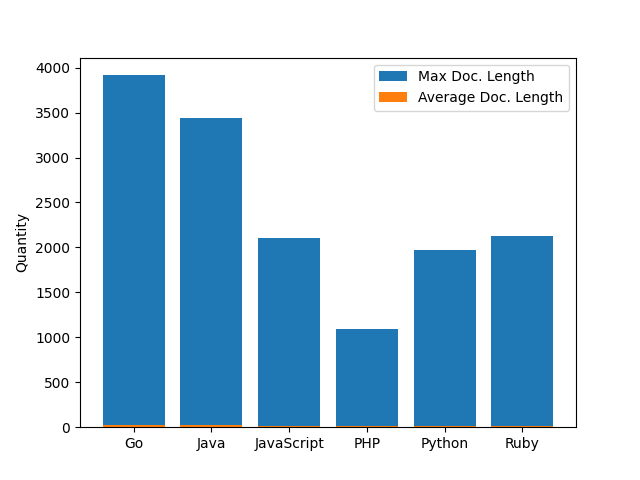 Max Doc. Length
Average Doc. Length
Quantity
4000
3500
3000
2500
2000
1500
1000
500
0
Go Java JavaScript PHP Python Ruby